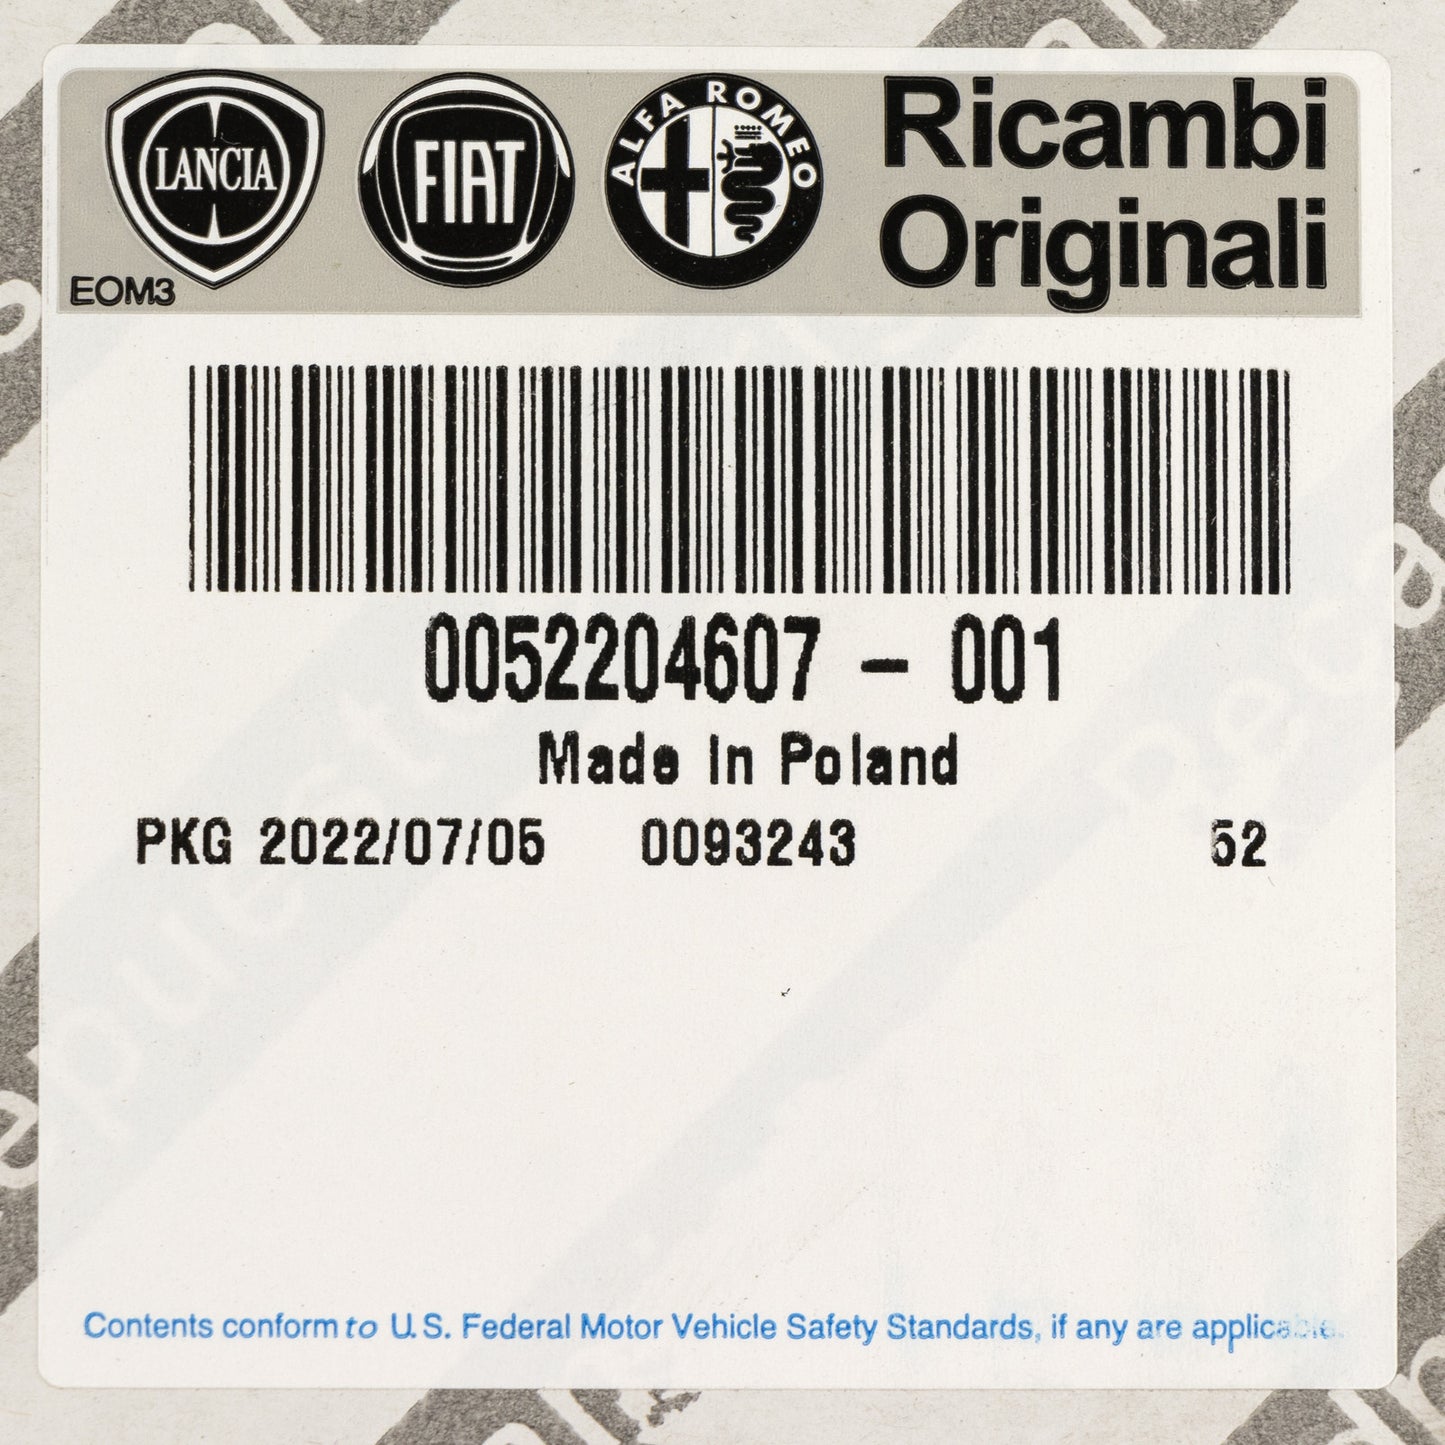 LANCIA
FIAT
ALFA ROMEO
Ricambi
Originali
EOM3
0052204607 - 001
Made In Poland
PKG 2022/07/05 0093243 52
Contents conform to U.S. Federal Motor Vehicle Safety Standards, if any are applicable.